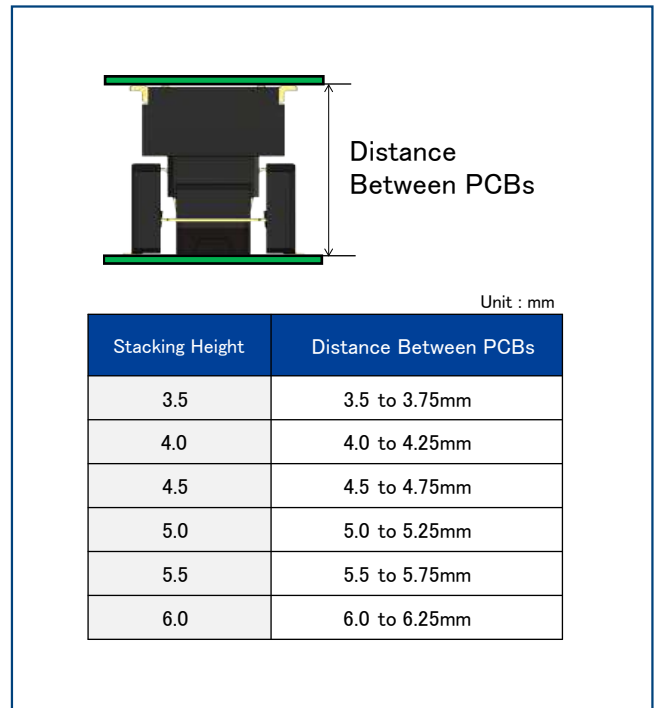 Distance
Between PCBs
Unit : mm
Stacking Height Distance Between PCBs
3.5 3.5 to 3.75mm
4.0 4.0 to 4.25mm
4.5 4.5 to 4.75mm
5.0 5.0 to 5.25mm
5.5 5.5 to 5.75mm
6.0 6.0 to 6.25mm